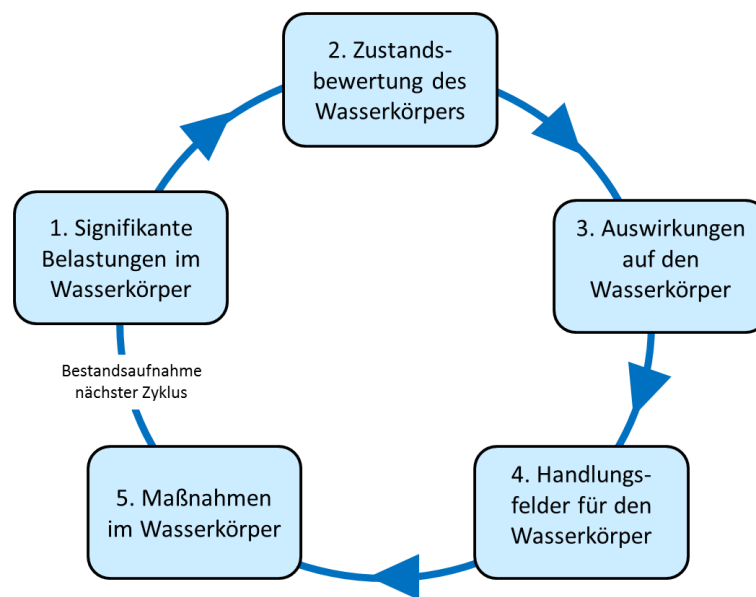 1. Signifikante
Belastungen im
Wasserkörper
2. Zustands-
bewertung des
Wasserkörpers
3. Auswirkungen
auf den
Wasserkörper
4. Handlungs-
felder für den
Wasserkörper
5. Maßnahmen
im Wasserkörper
Bestandsaufnahme
nächster Zyklus